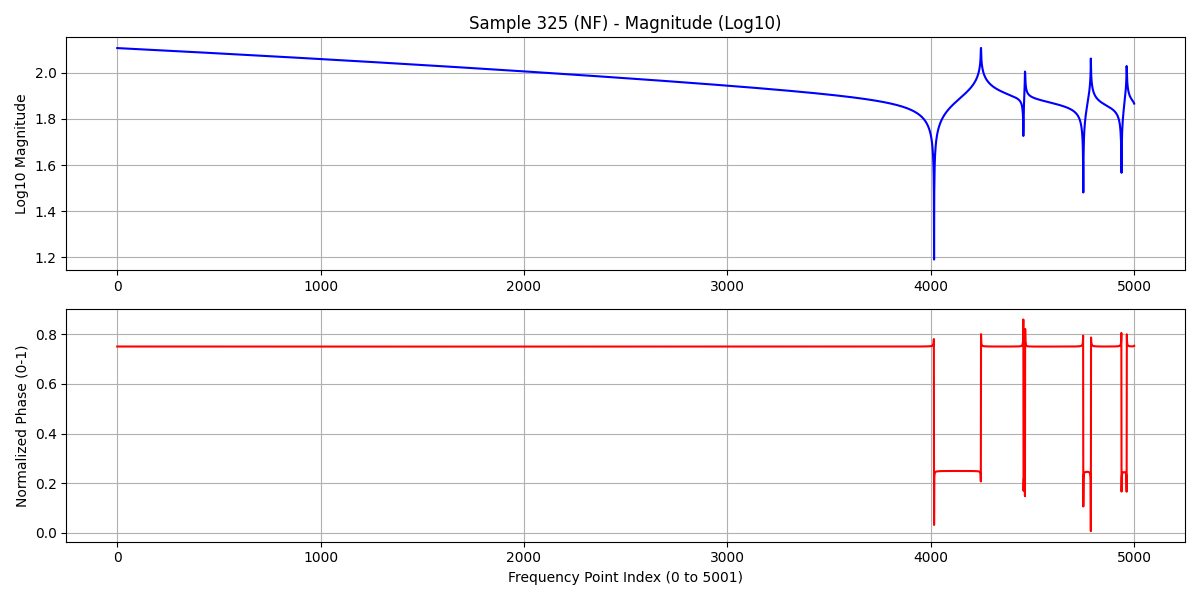 Sample 325 (NF) - Magnitude (Log10)
Log10 Magnitude
2.0
1.8
1.6
1.4
1.2
0 1000 2000 3000 4000 5000
Normalized Phase (0-1)
0.8
0.6
0.4
0.2
0.0
0 1000 2000 3000 4000 5000
Frequency Point Index (0 to 5001)